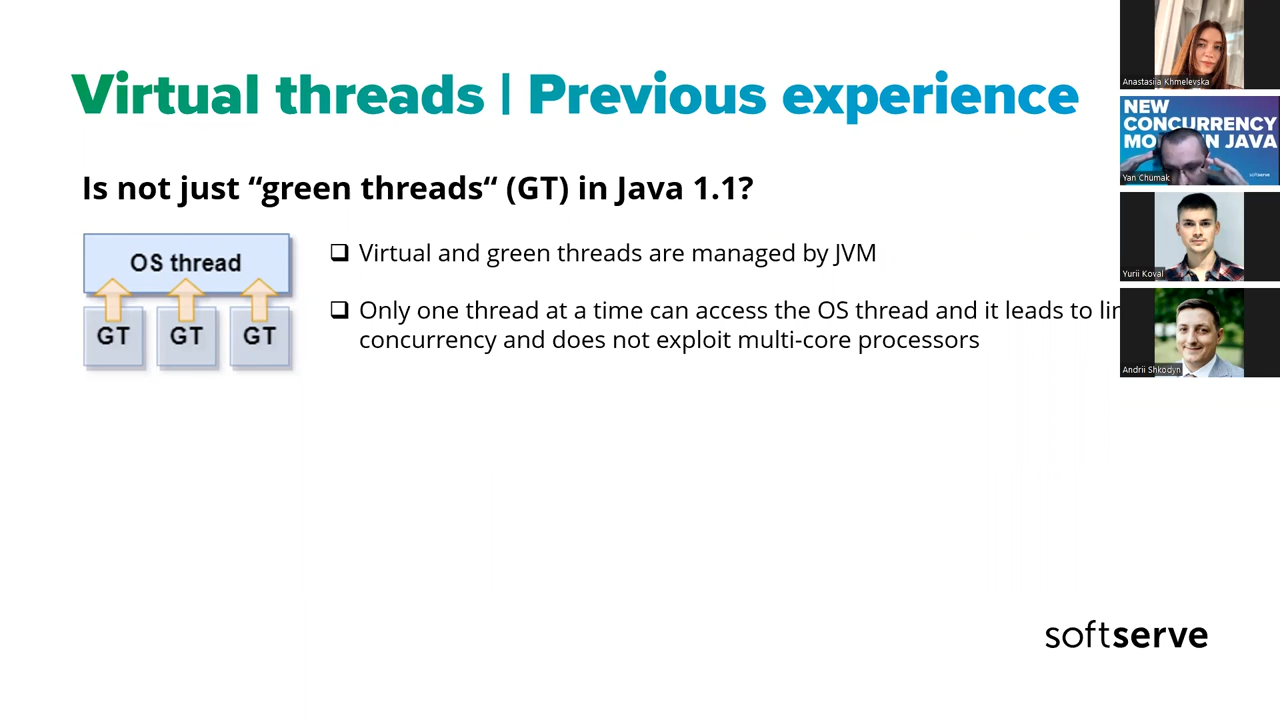 Virtual threads | Previous experience
Is not just “green threads“ (GT) in Java 1.1?
OS thread
GT GT GT
Virtual and green threads are managed by JVM
Only one thread at a time can access the OS thread and it leads to
concurrency and does not exploit multi-core processors
softserve
Anastasiia Khmelevska
NEW
CONCURRENCY
IN JAVA
softserve
Yan Chumak
Yurii Koval
Andrii Shkodyn